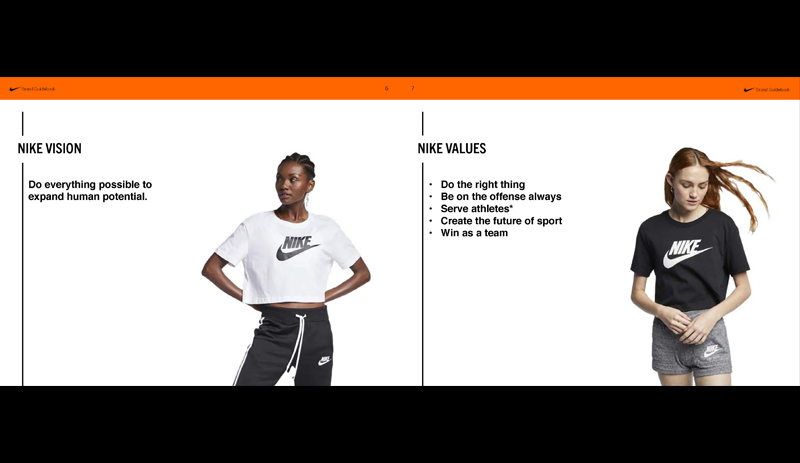 Brand Guidebook
6
7
Brand Guidebook
NIKE VISION
Do everything possible to
expand human potential.
NIKE
NIKE
NIKE VALUES
• Do the right thing
• Be on the offense always
• Serve athletes*
• Create the future of sport
• Win as a team
NIKE
NIKE